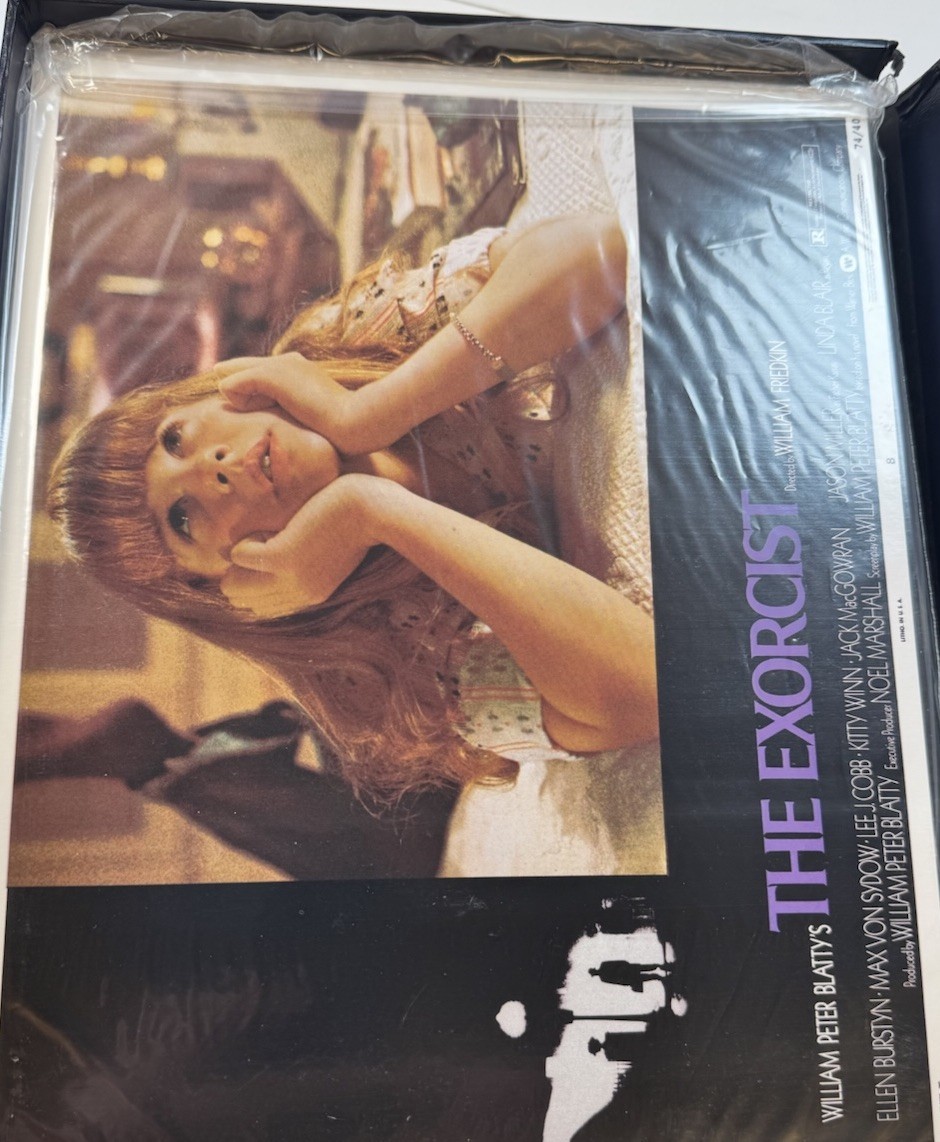 WILLIAM PETER BLATTY'S THE EXORCIST Directed by WILLIAM FRIEDKIN
ELLEN BURSTYN · MAX VON SYDOW · LEE J. COBB · KITTY WINN · JACK MacGOWRAN JASON MILLER LINDA BLAIR
Produced by WILLIAM PETER BLATTY Executive Producer NOEL MARSHALL Screenplay by WILLIAM PETER BLATTY
R
8
LITHO. IN U.S.A.
74/40